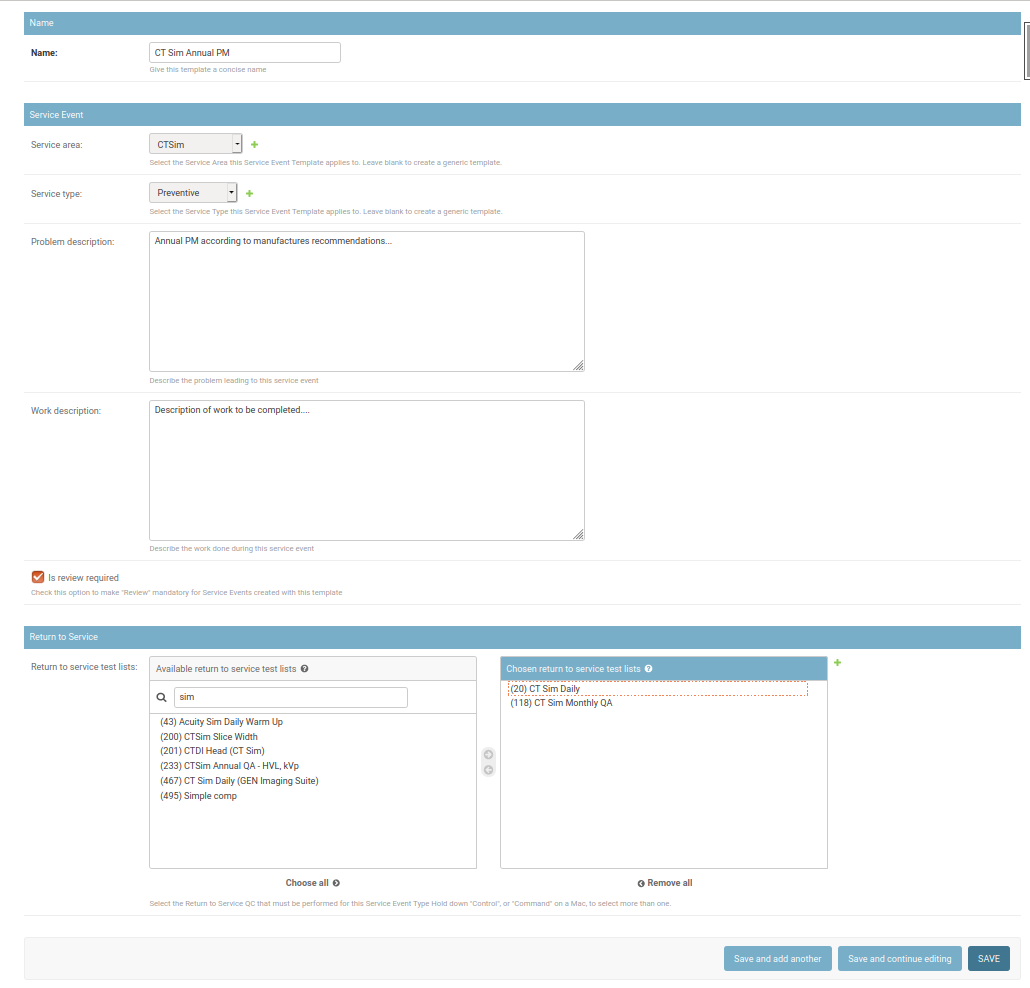 Name
Name:
CT Sim Annual PM
Give this template a concise name
Service Event
Service area:
CTSim
Select the Service Area this Service Event Template applies to. Leave blank to create a generic template.
Service type:
Preventive
Select the Service Type this Service Event Template applies to. Leave blank to create a generic template.
Problem description:
Annual PM according to manufactures recommendations...
Describe the problem leading to this service event
Work description:
Description of work to be completed....
Describe the work done during this service event
Is review required
Check this option to make "Review" mandatory for Service Events created with this template
Return to Service
Return to service test lists:
Available return to service test lists
sim
(43) Acuity Sim Daily Warm Up
(200) CTSim Slice Width
(201) CTDI Head (CT Sim)
(233) CTSim Annual QA - HVL, kVp
(467) CT Sim Daily (GEN Imaging Suite)
(495) Simple comp
Choose all
Chosen return to service test lists
(20) CT Sim Daily
(118) CT Sim Monthly QA
Remove all
Select the Return to Service QC that must be performed for this Service Event Type Hold down "Control", or "Command" on a Mac, to select more than one.
Save and add another
Save and continue editing
SAVE